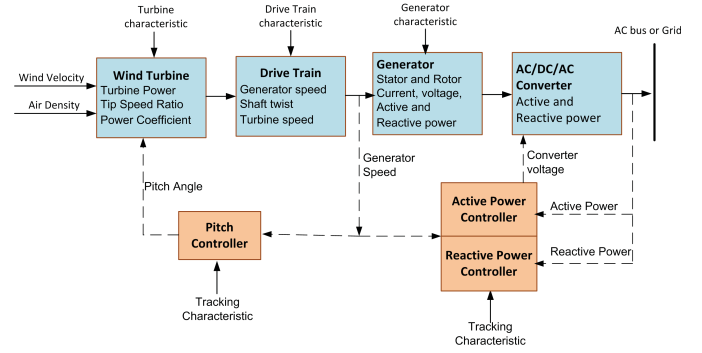 Turbine
characteristic
Drive Train
characteristic
Generator
characteristic
AC bus or Grid
Wind Velocity
Air Density
Wind Turbine
Turbine Power
Tip Speed Ratio
Power Coefficient
Drive Train
Generator speed
Shaft twist
Turbine speed
Generator
Stator and Rotor
Current, voltage,
Active and
Reactive power
AC/DC/AC
Converter
Active and
Reactive power
Generator
Speed
Converter
voltage
Pitch Angle
Pitch
Controller
Active Power
Controller
Reactive Power
Controller
Active Power
Reactive Power
Tracking
Characteristic
Tracking
Characteristic